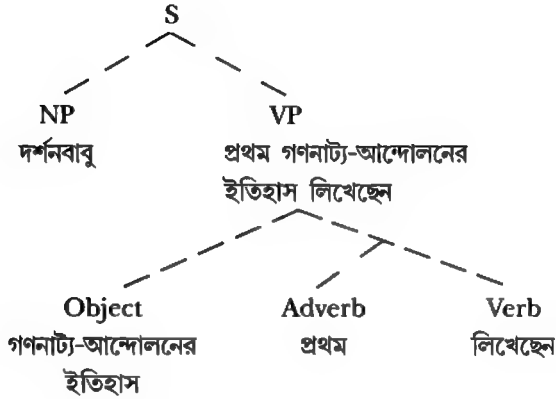 S
NP VP
দর্শনবাবু প্রথম গণনাট্য-আন্দোলনের
ইতিহাস লিখেছেন
Object Adverb Verb
গণনাট্য-আন্দোলনের প্রথম লিখেছেন
ইতিহাস